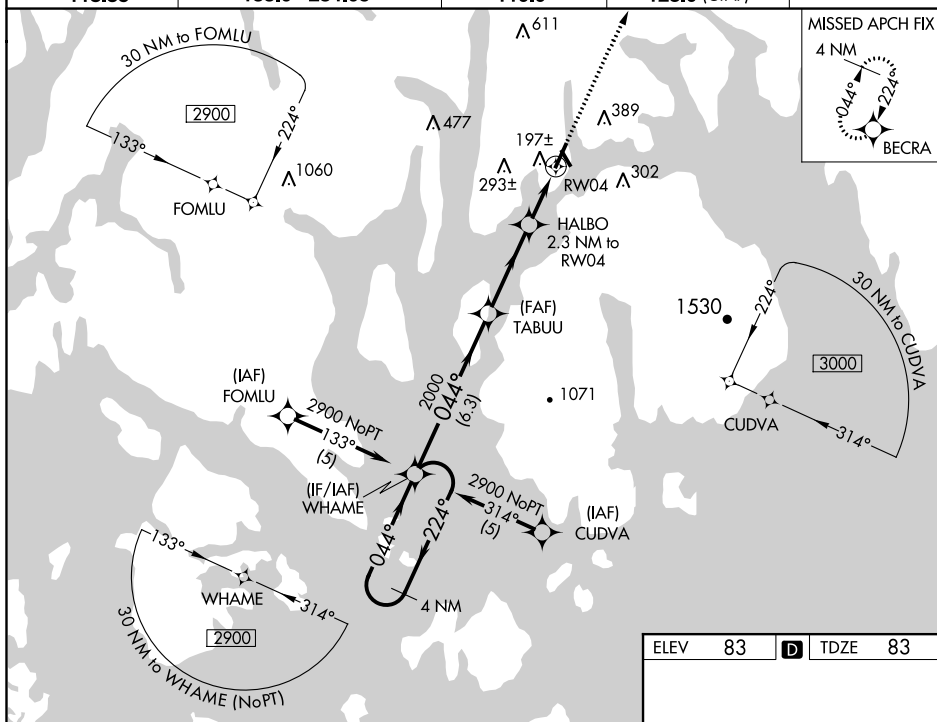 611
MISSED APCH FIX
4 NM
044°
224°
BECRA
30 NM to FOMLU
2900
133°
224°
FOMLU
1060
477
389
197±
293±
RW04
302
HALBO
2.3 NM to
RW04
(FAF)
TABUU
1530
224°
30 NM to CUDVA
3000
CUDVA
314°
(IAF)
FOMLU
2900 NoPT
133°
(5)
2000
044°
(6.3)
1071
(IF/IAF)
WHAME
2900 NoPT
314°
(5)
(IAF)
CUDVA
044°
224°
4 NM
133°
WHAME
314°
2900
30 NM to WHAME (NoPT)
ELEV 83 D TDZE 83